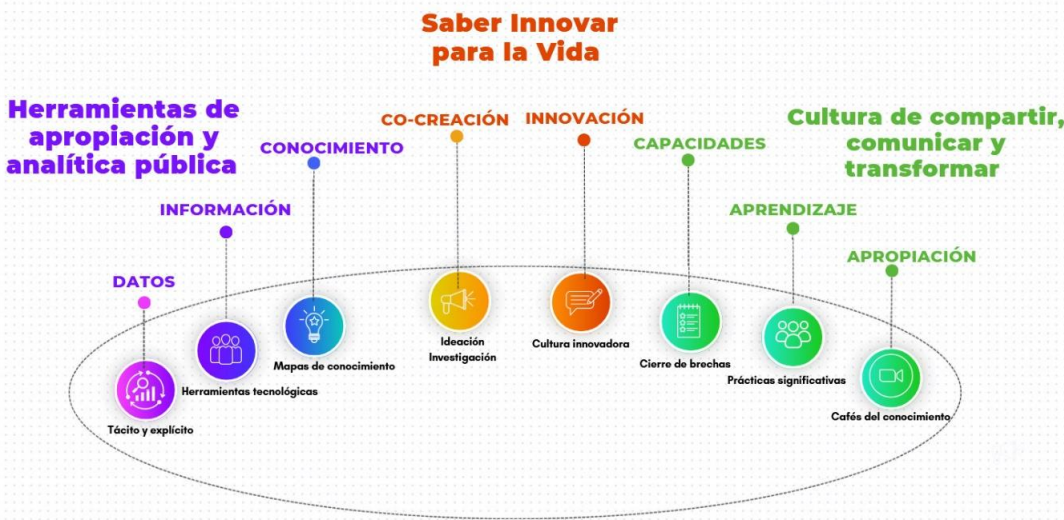 Saber Innovar
para la Vida
Herramientas de
apropiación y
analítica pública
Cultura de compartir,
comunicar y
transformar
DATOS
INFORMACIÓN
CONOCIMIENTO
CO-CREACIÓN
INNOVACIÓN
CAPACIDADES
APRENDIZAJE
APROPIACIÓN
Tácito y explícito
Herramientas tecnológicas
Mapas de conocimiento
Ideación
Investigación
Cultura innovadora
Cierre de brechas
Prácticas significativas
Cafés del conocimiento